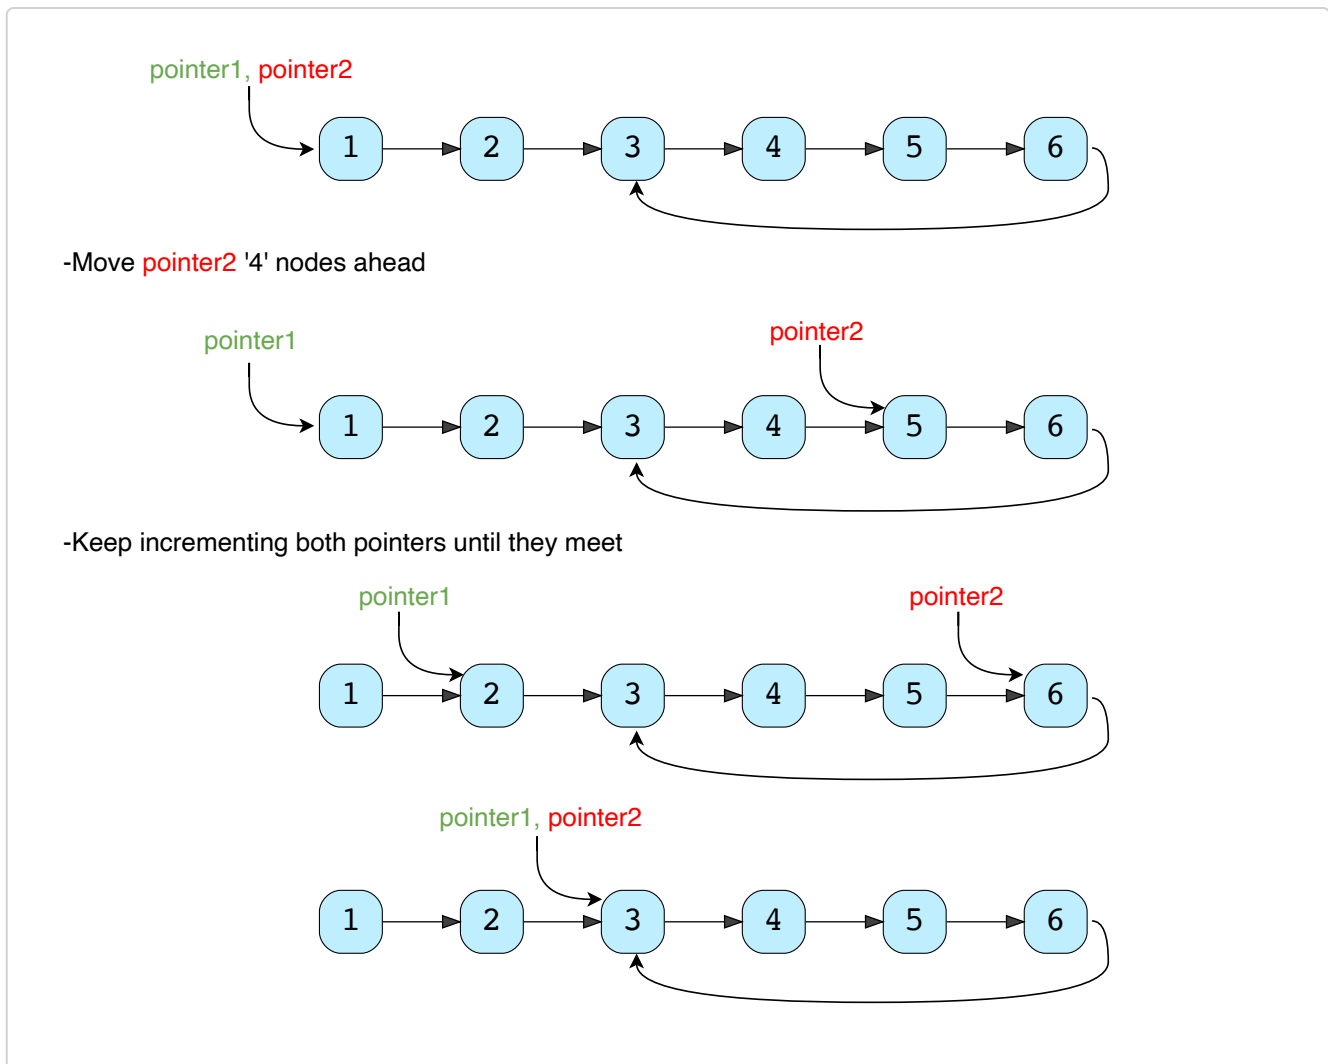 pointer1, pointer2
1 2 3 4 5 6
-Move pointer2 '4' nodes ahead
pointer1 pointer2
1 2 3 4 5 6
-Keep incrementing both pointers until they meet
pointer1 pointer2
1 2 3 4 5 6
pointer1, pointer2
1 2 3 4 5 6